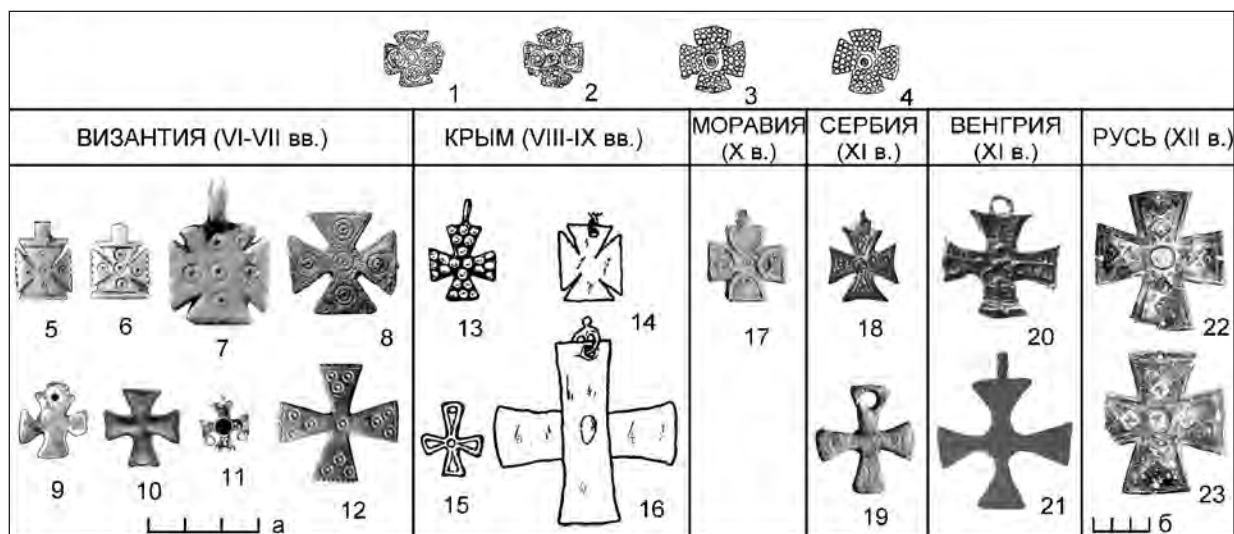 1 2 3 4
ВИЗАНТИЯ (VI-VII вв.)
КРЫМ (VIII-IX вв.)
МОРАВИЯ
(X в.)
СЕРБИЯ
(XI в.)
ВЕНГРИЯ
(XI в.)
РУСЬ (XII в.)
5 6 7 8 13 14 17 18 20 22
9 10 11 12 15 16 19 21 23
а б